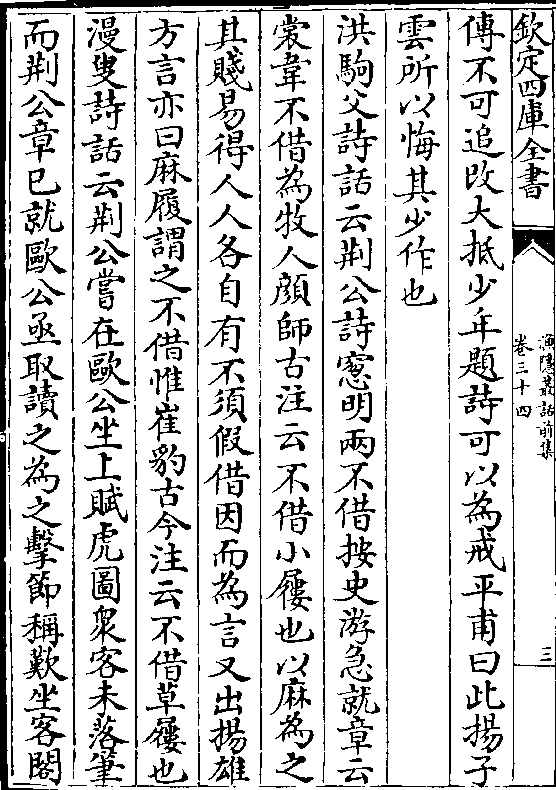 欽定四庫全書
漁隱叢話前集
卷三十四
三
傳不可追改大抵少年題詩可以為戒平甫曰此揚子
雲所以悔其少作也
洪駒父詩話云荆公詩窻明兩不借按史游急就章云
裳韋不借為牧人顔師古注云不借小屨也以麻為之
其賤易得人人各自有不須假借因而為言又出揚雄
方言亦曰麻履謂之不借惟崔豹古今注云不借草屨也
漫叟詩話云荆公嘗在歐公坐上賦虎圖衆客未落筆
而荆公章已就歐公亟取讀之為之擊節稱歎坐客閣